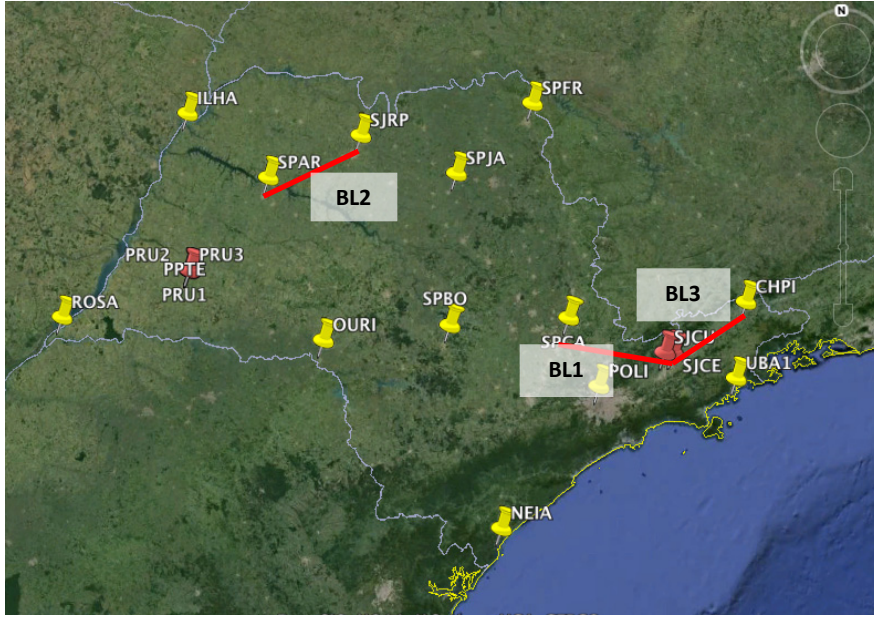 N
ILHA
SPFR
SJRP
SPJA
SPAR
BL2
PRU2 PRU3
PPTE
PRU1
ROSA
SPBO
OURI
BL3
CHPI
SJCU
SPCA
BL1
POLI
SJCE
UBA1
NEIA